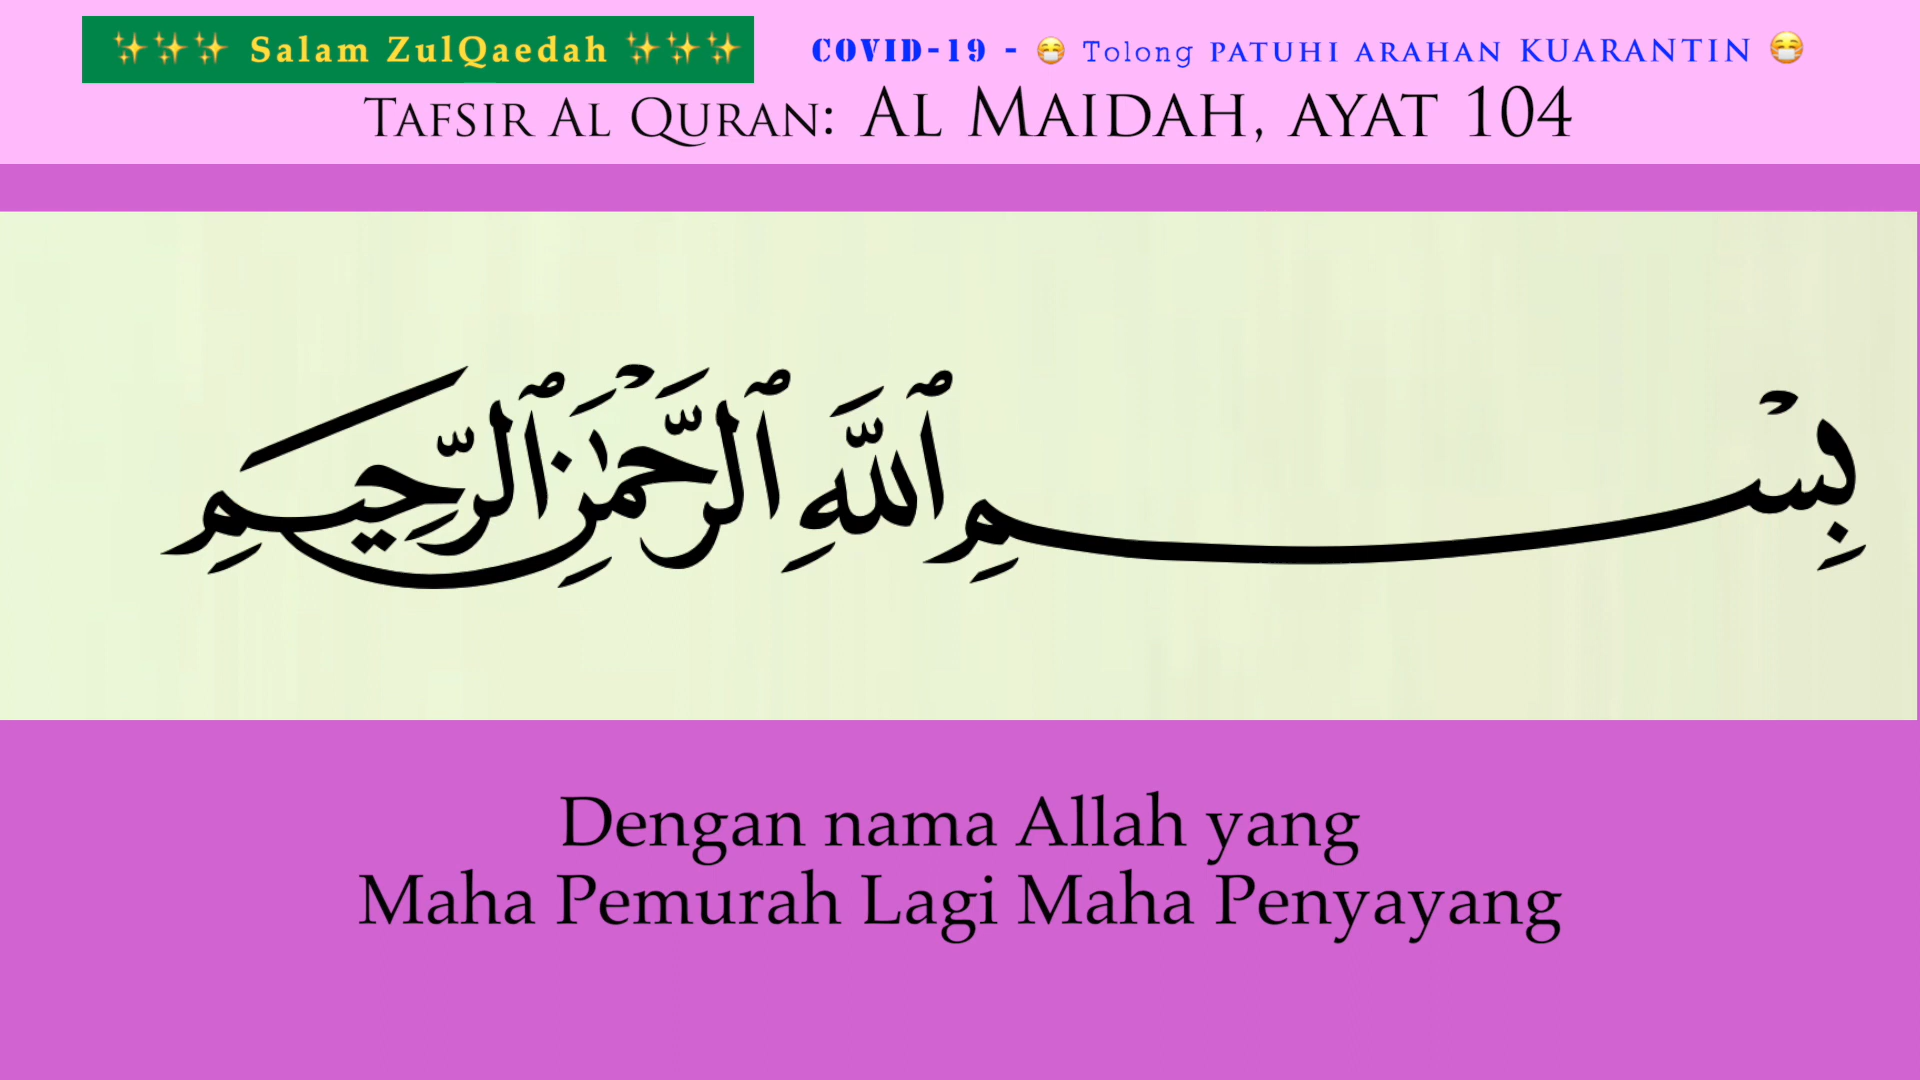 ✨✨✨ Salam ZulQaedah ✨✨✨
COVID-19 - 😷 Tolong PATUHI ARAHAN KUARANTIN 😷
TAFSIR AL QURAN: AL MAIDAH, AYAT 104
بِسْمِ ٱللَّهِ ٱلرَّحْمَٰنِ ٱلرَّحِيمِ
Dengan nama Allah yang
Maha Pemurah Lagi Maha Penyayang